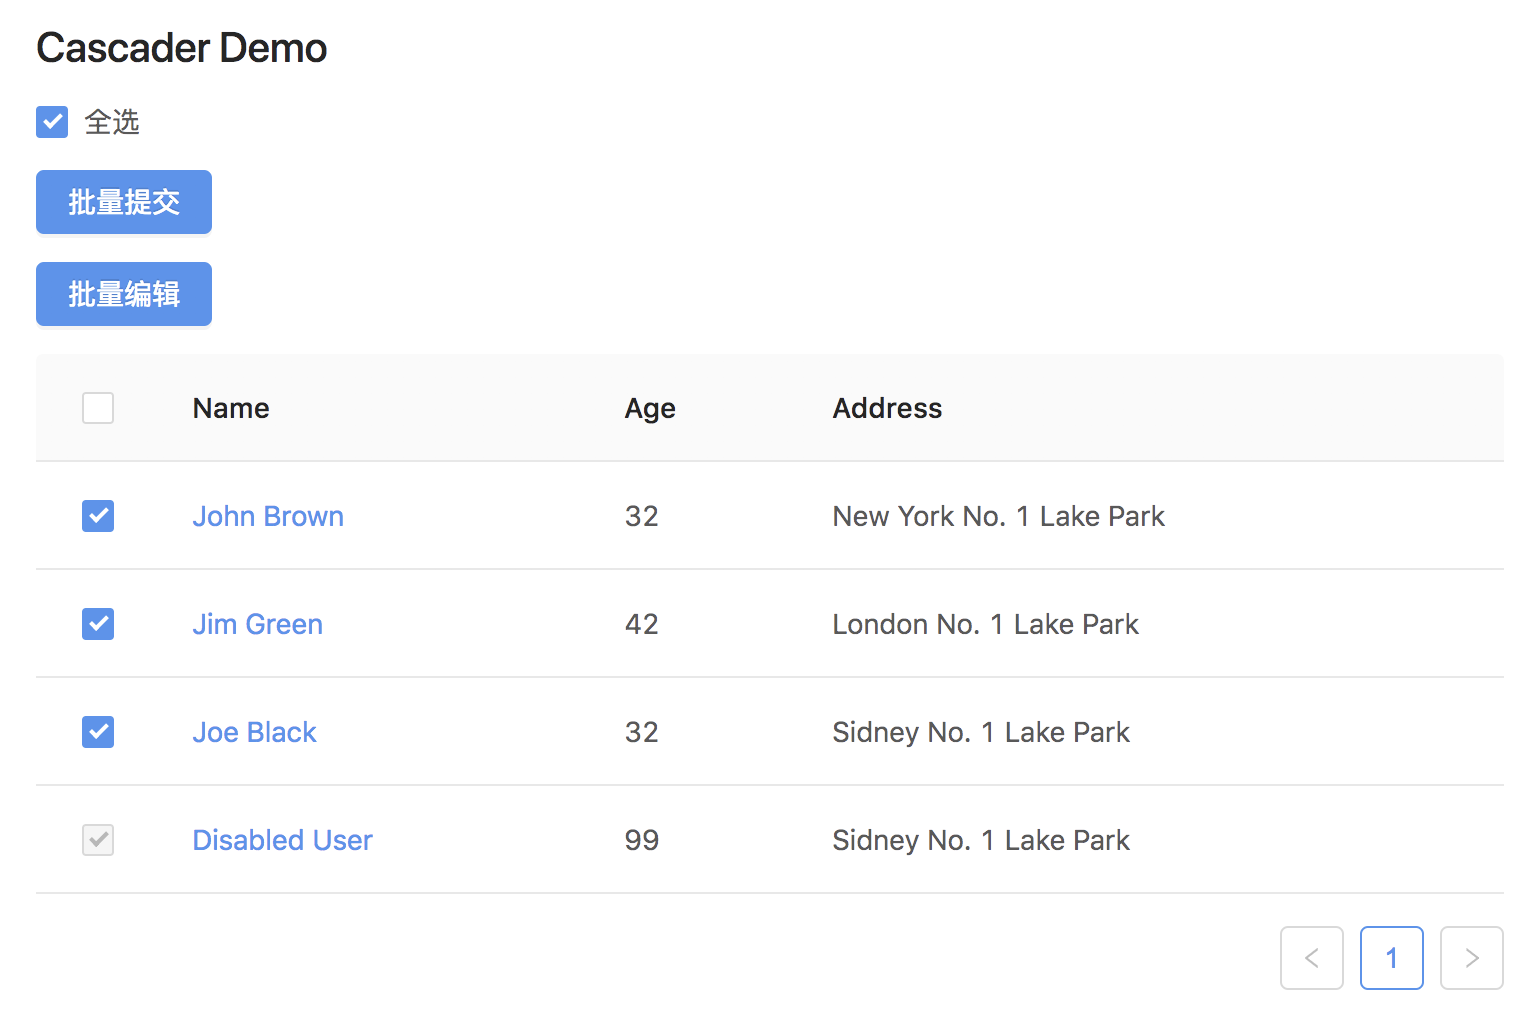 Cascader Demo
全选
批量提交
批量编辑
Name Age Address
John Brown 32 New York No. 1 Lake Park
Jim Green 42 London No. 1 Lake Park
Joe Black 32 Sidney No. 1 Lake Park
Disabled User 99 Sidney No. 1 Lake Park
< 1 >